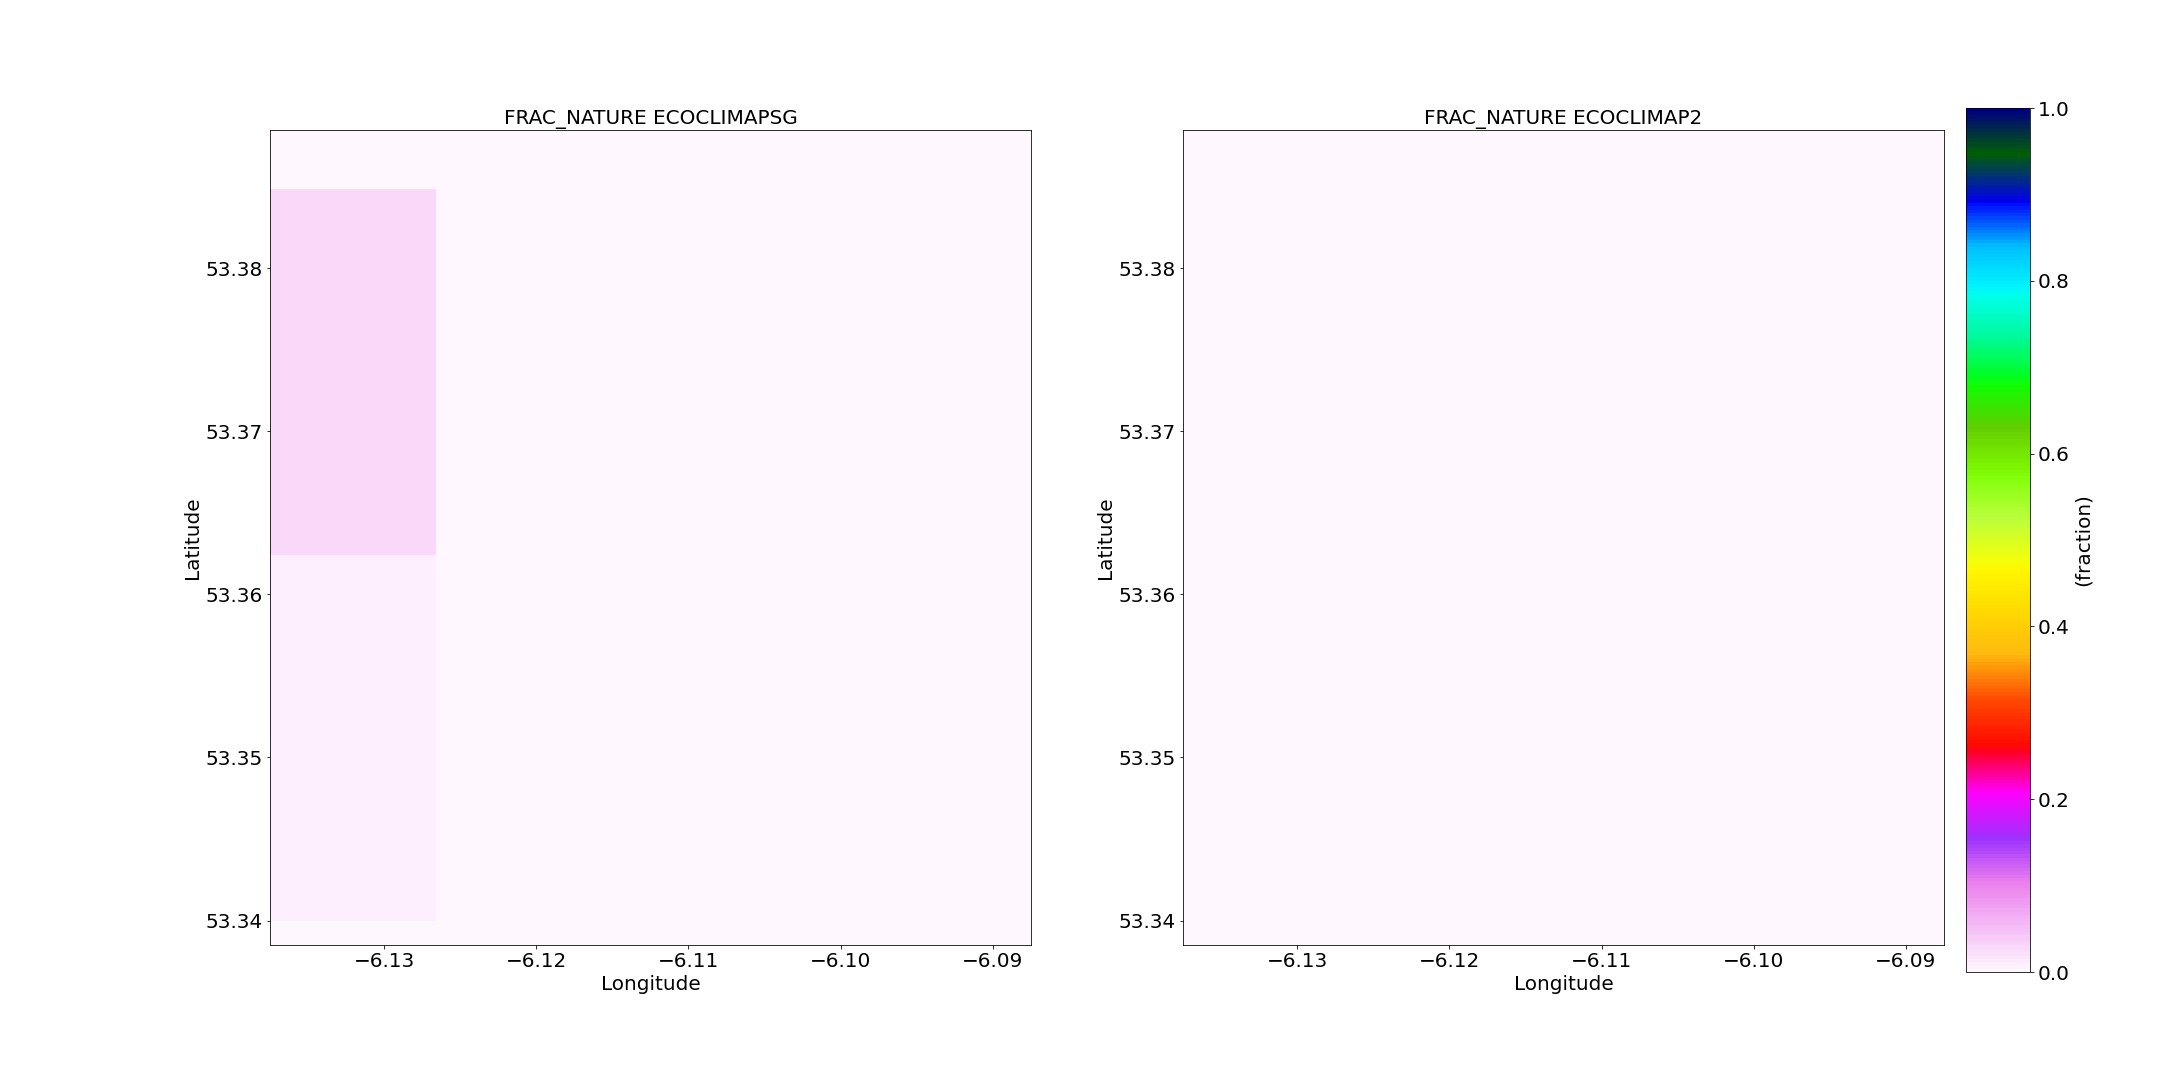 FRAC_NATURE ECOCLIMAPSG
53.38
53.37
53.36
53.35
53.34
Latitude
−6.13 −6.12 −6.11 −6.10 −6.09
Longitude
FRAC_NATURE ECOCLIMAP2
53.38
53.37
53.36
53.35
53.34
Latitude
−6.13 −6.12 −6.11 −6.10 −6.09
Longitude
1.0
0.8
0.6
0.4
0.2
0.0
(fraction)